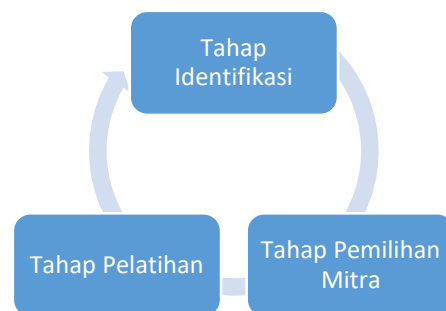 Tahap
Identifikasi
Tahap Pemilihan
Mitra
Tahap Pelatihan